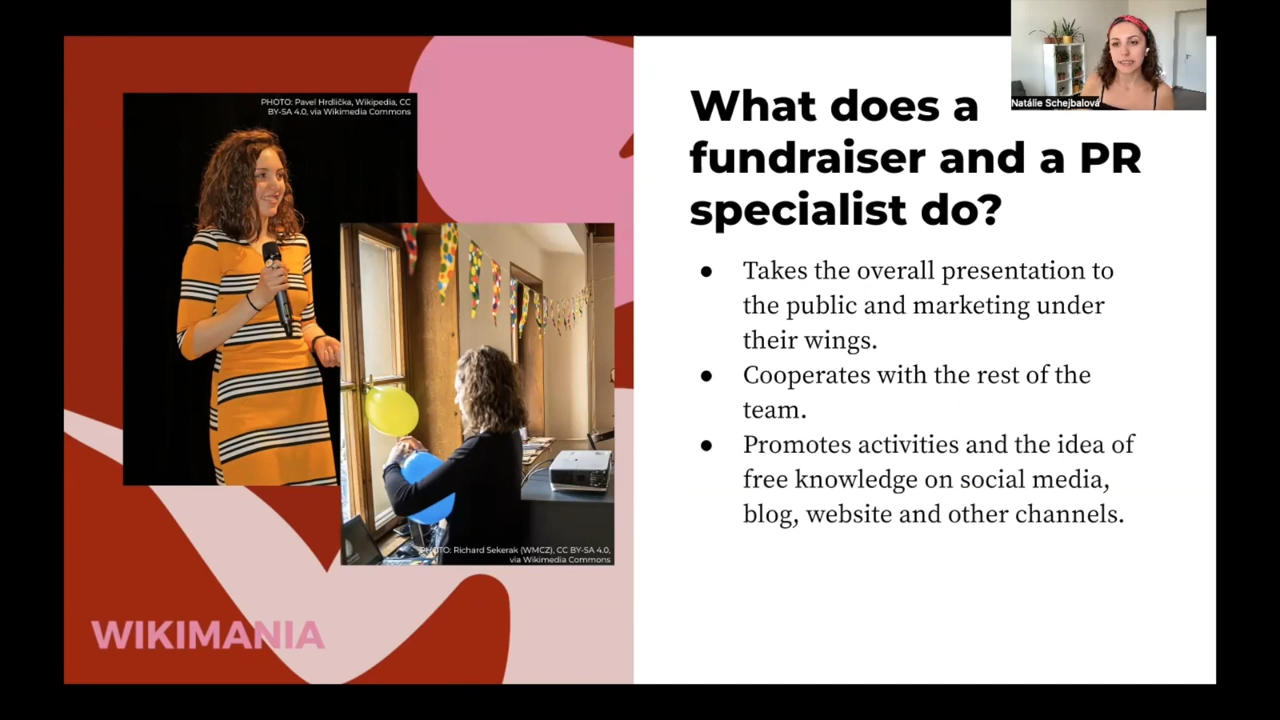 PHOTO: Pavel Hrdlička, Wikipedia, CC
BY-SA 4.0, via Wikimedia Commons
Natálie Schejbalová
What does a
fundraiser and a PR
specialist do?
● Takes the overall presentation to
the public and marketing under
their wings.
● Cooperates with the rest of the
team.
● Promotes activities and the idea of
free knowledge on social media,
blog, website and other channels.
PHOTO: Richard Sekerak (WMCZ), CC BY-SA 4.0,
via Wikimedia Commons
WIKIMANIA